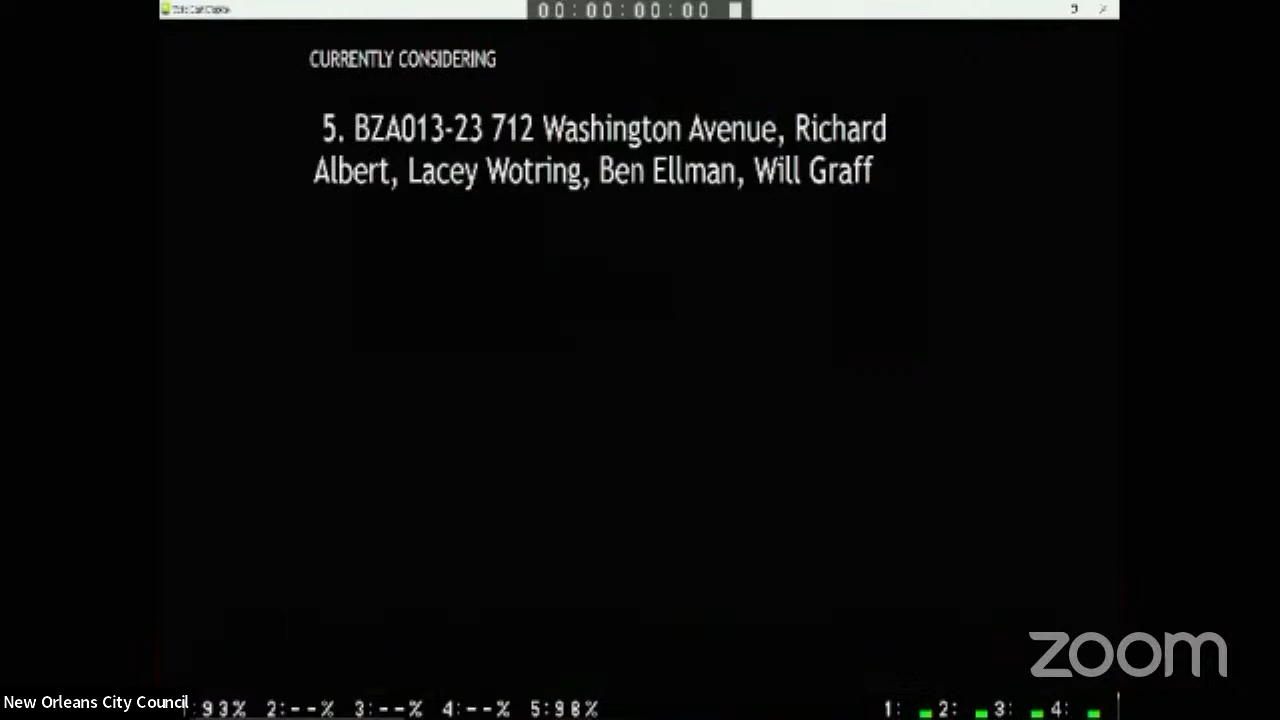 00:00:00:00
CURRENTLY CONSIDERING
5. BZA013-23 712 Washington Avenue, Richard
Albert, Lacey Wotring, Ben Ellman, Will Graff
zoom
New Orleans City Council
:93% 2:--% 3:--% 4:--% 5:98% 1: 2: 3: 4: